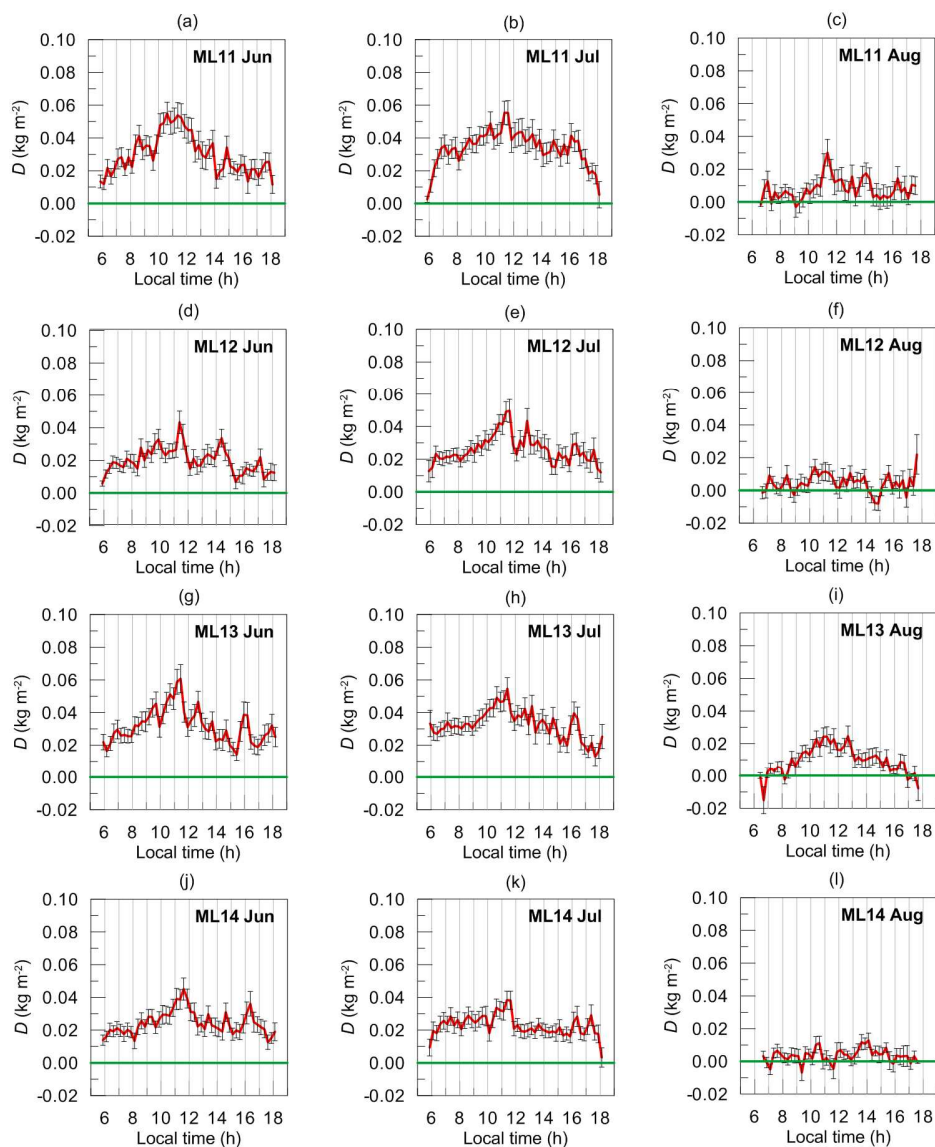 (a)
0.10
0.08
0.06
0.04
0.02
0.00
-0.02
D (kg m-2)
ML11 Jun
6 8 10 12 14 16 18
Local time (h)
(b)
0.10
0.08
0.06
0.04
0.02
0.00
-0.02
D (kg m-2)
ML11 Jul
6 8 10 12 14 16 18
Local time (h)
(c)
0.10
0.08
0.06
0.04
0.02
0.00
-0.02
D (kg m-2)
ML11 Aug
6 8 10 12 14 16 18
Local time (h)
(d)
0.10
0.08
0.06
0.04
0.02
0.00
-0.02
D (kg m-2)
ML12 Jun
6 8 10 12 14 16 18
Local time (h)
(e)
0.10
0.08
0.06
0.04
0.02
0.00
-0.02
D (kg m-2)
ML12 Jul
6 8 10 12 14 16 18
Local time (h)
(f)
0.10
0.08
0.06
0.04
0.02
0.00
-0.02
D (kg m-2)
ML12 Aug
6 8 10 12 14 16 18
Local time (h)
(g)
0.10
0.08
0.06
0.04
0.02
0.00
-0.02
D (kg m-2)
ML13 Jun
6 8 10 12 14 16 18
Local time (h)
(h)
0.10
0.08
0.06
0.04
0.02
0.00
-0.02
D (kg m-2)
ML13 Jul
6 8 10 12 14 16 18
Local time (h)
(i)
0.10
0.08
0.06
0.04
0.02
0.00
-0.02
D (kg m-2)
ML13 Aug
6 8 10 12 14 16 18
Local time (h)
(j)
0.10
0.08
0.06
0.04
0.02
0.00
-0.02
D (kg m-2)
ML14 Jun
6 8 10 12 14 16 18
Local time (h)
(k)
0.10
0.08
0.06
0.04
0.02
0.00
-0.02
D (kg m-2)
ML14 Jul
6 8 10 12 14 16 18
Local time (h)
(l)
0.10
0.08
0.06
0.04
0.02
0.00
-0.02
D (kg m-2)
ML14 Aug
6 8 10 12 14 16 18
Local time (h)